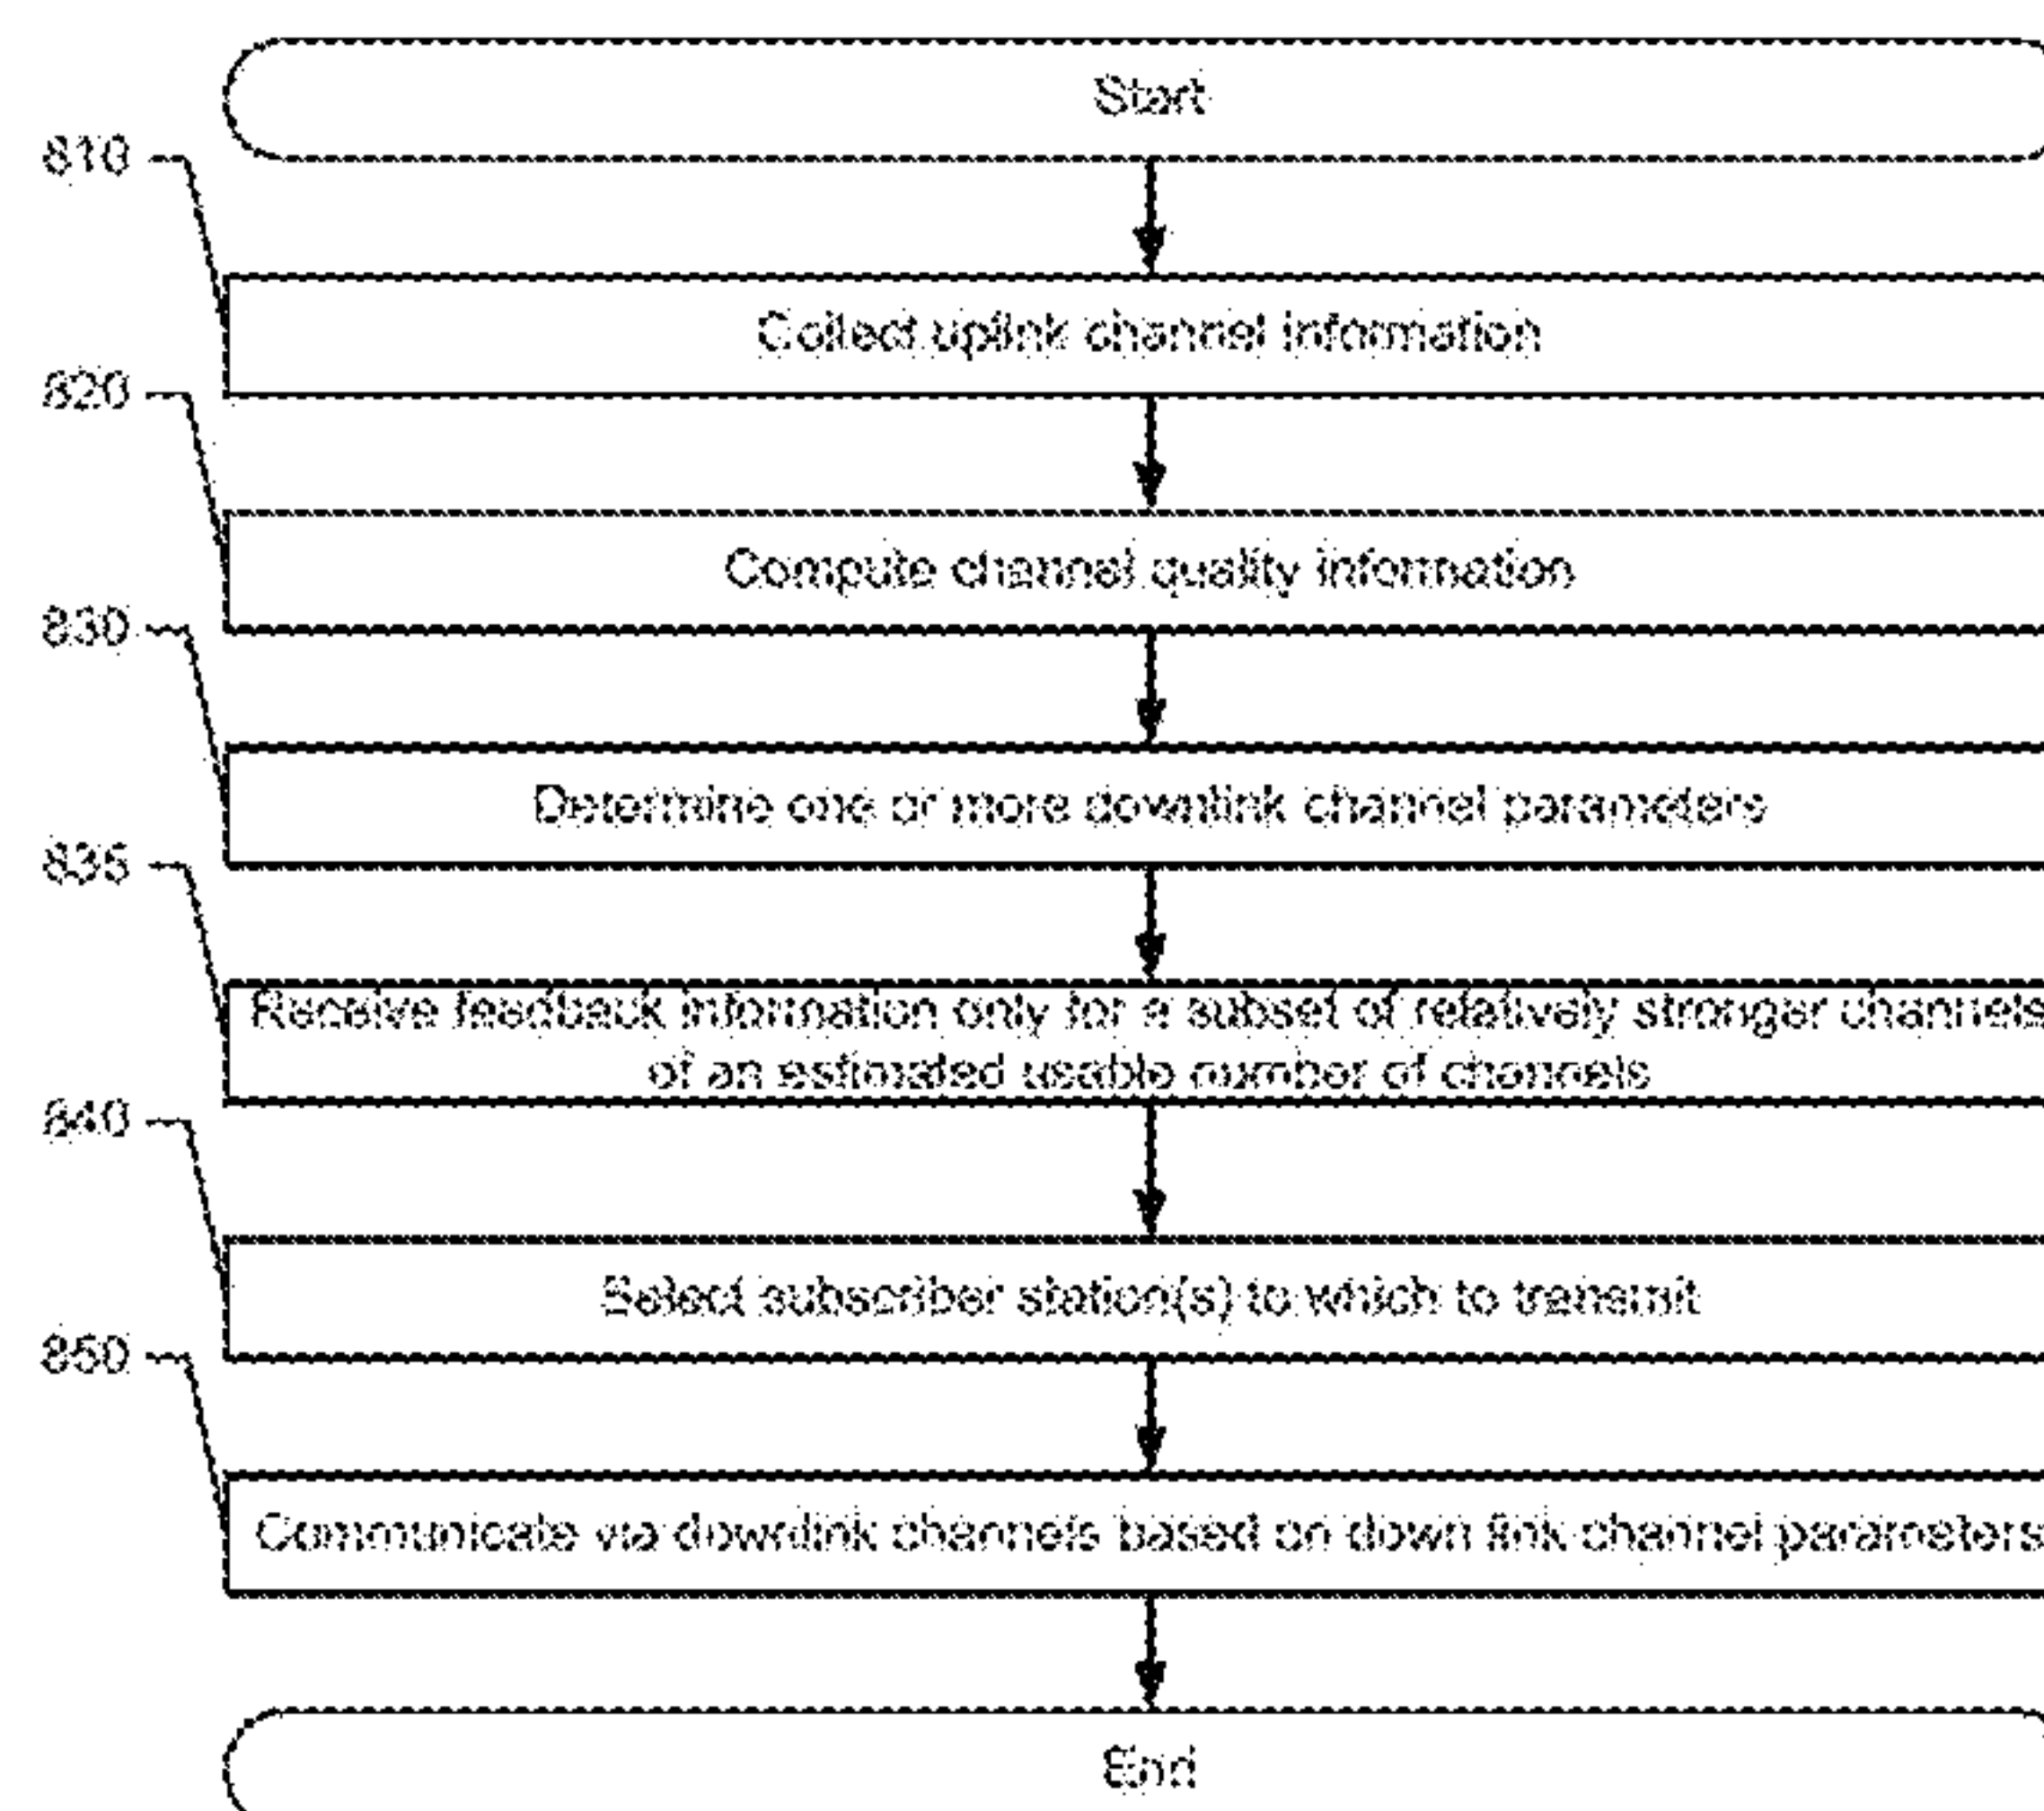 Start
810
Collect uplink channel information
820
Compute channel quality information
830
Determine one or more downlink channel parameters
835
Receive feedback information only for a subset of relatively stronger channels
of an estimated usable number of channels
840
Select subscriber station(s) to which to transmit
850
Communicate via downlink channels based on down link channel parameters
End